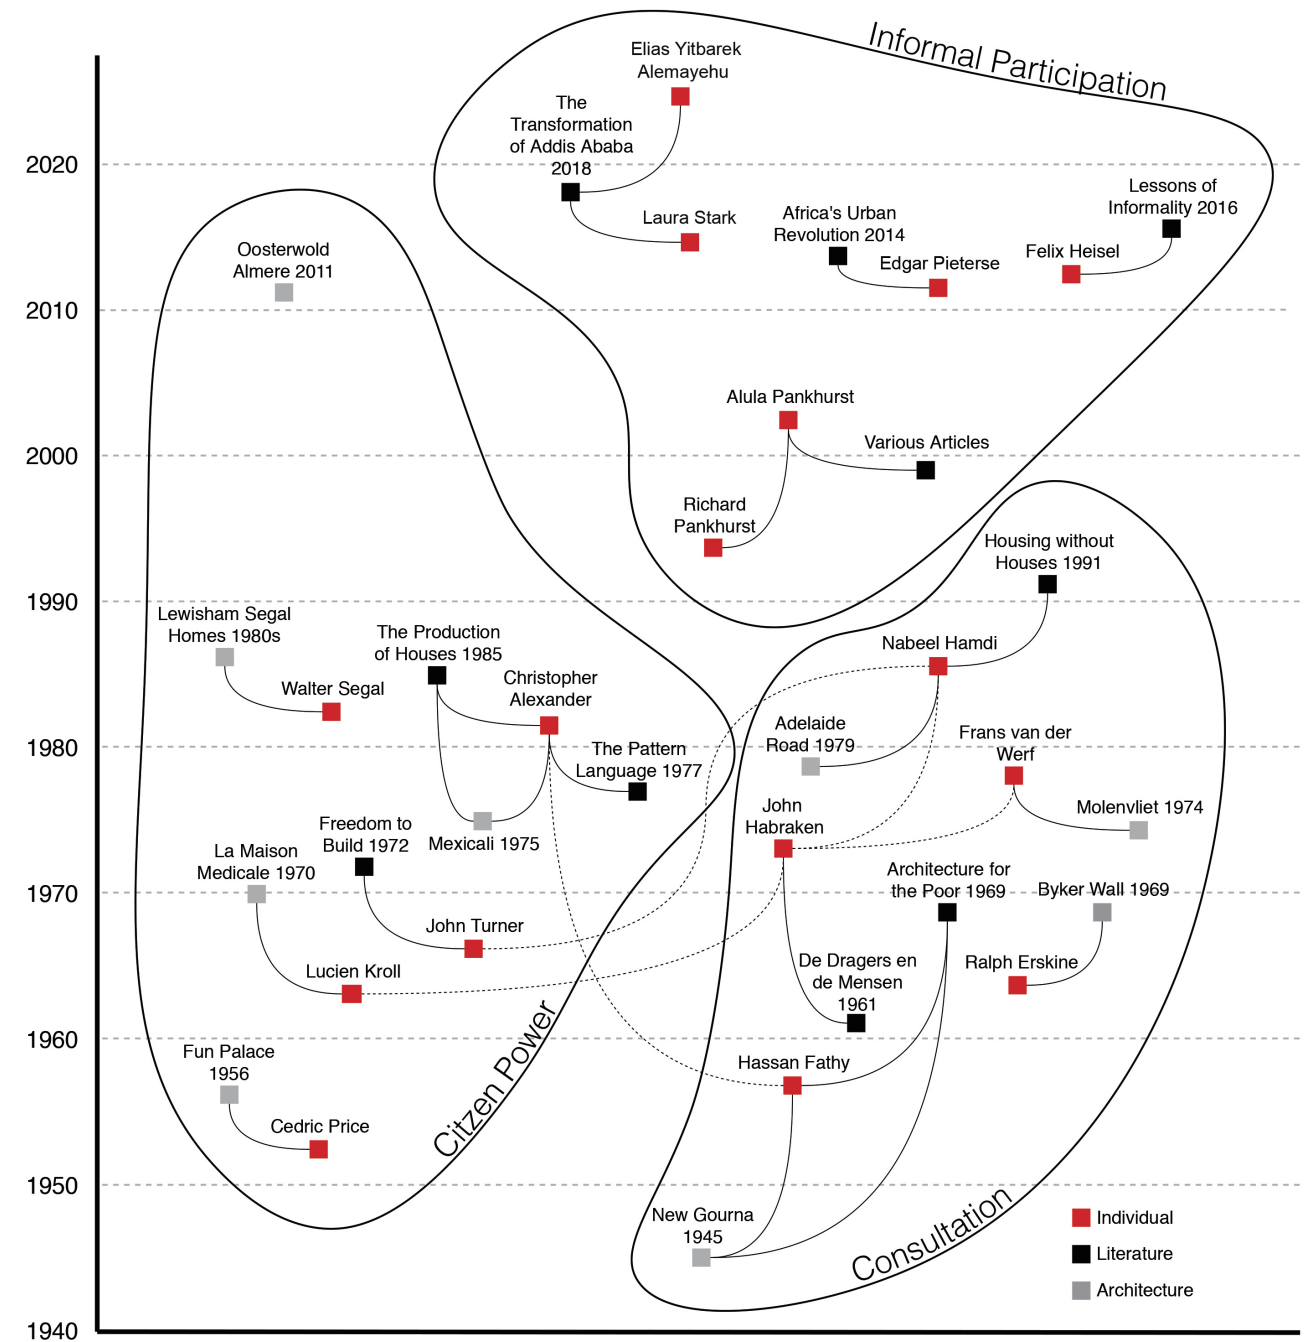 Informal Participation
Elias Yitbarek
Alemayehu
The
Transformation
of Addis Ababa
2018
Laura Stark
Africa's Urban
Revolution 2014
Edgar Pieterse
Felix Heisel
Lessons of
Informality 2016
Alula Pankhurst
Various Articles
Richard
Pankhurst
Oosterwold
Almere 2011
Lewisham Segal
Homes 1980s
Walter Segal
The Production
of Houses 1985
Christopher
Alexander
The Pattern
Language 1977
Mexicali 1975
Freedom to
Build 1972
La Maison
Medicale 1970
John Turner
Lucien Kroll
Fun Palace
1956
Cedric Price
Citzen Power
Housing without
Houses 1991
Nabeel Hamdi
Adelaide
Road 1979
Frans van der
Werf
Molenvliet 1974
John
Habraken
Architecture for
the Poor 1969
Byker Wall 1969
Ralph Erskine
De Dragers en
de Mensen
1961
Hassan Fathy
New Gourna
1945
Consultation
Individual
Literature
Architecture
2020
2010
2000
1990
1980
1970
1960
1950
1940